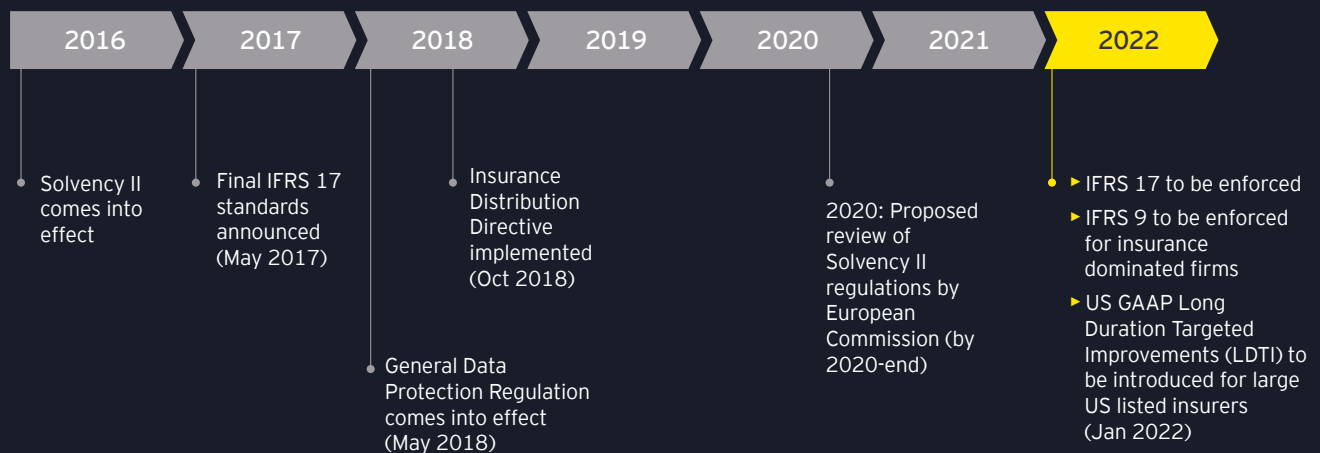 2016
2017
2018
2019
2020
2021
2022
Solvency II
comes into
effect
Final IFRS 17
standards
announced
(May 2017)
General Data
Protection Regulation
comes into effect
(May 2018)
Insurance
Distribution
Directive
implemented
(Oct 2018)
2020: Proposed
review of
Solvency II
regulations by
European
Commission (by
2020-end)
► IFRS 17 to be enforced
► IFRS 9 to be enforced
for insurance
dominated firms
► US GAAP Long
Duration Targeted
Improvements (LDTI) to
be introduced for large
US listed insurers
(Jan 2022)